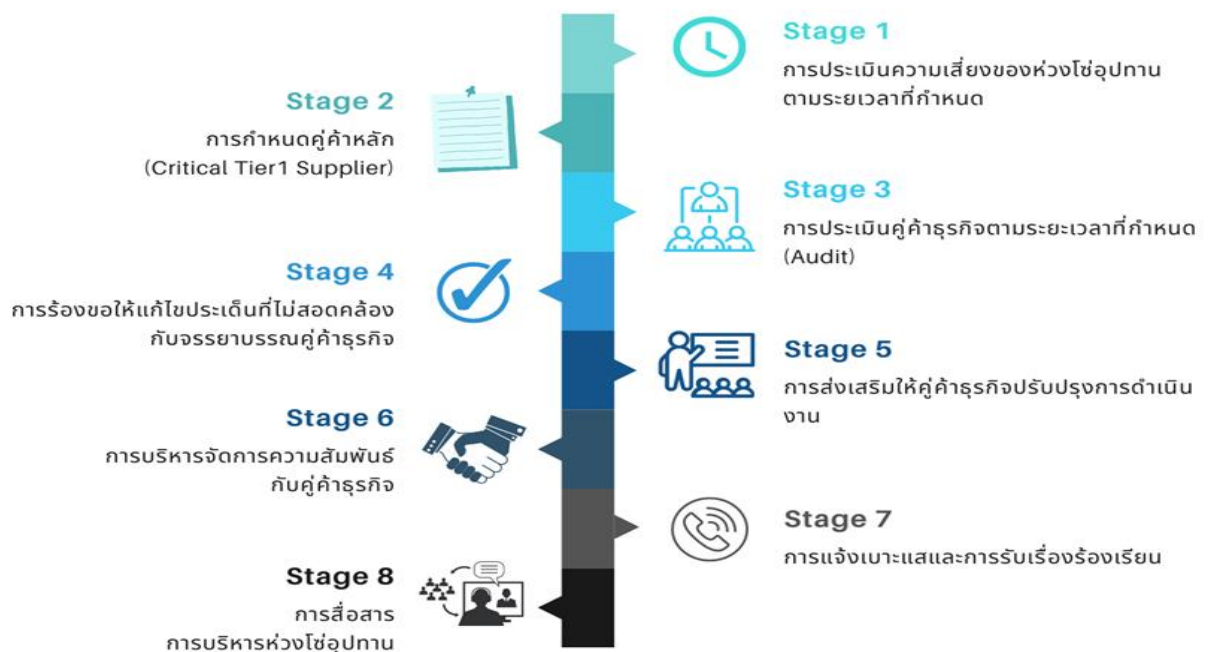 Stage 1
การประเมินความเสี่ยงของห่วงโซ่อุปทาน
ตามระยเวลาที่กำหนด
Stage 2
การกำหนดคู่ค้าหลัก
(Critical Tier1 Supplier)
Stage 3
การประเมินคู่ค้าธุรกิจตามระยะเวลาที่กำหนด
(Audit)
Stage 4
การร้องขอให้แก้ไขประเด็นที่ไม่สอดคล้อง
กับจรรยาบรรณคู่ค้าธุรกิจ
Stage 5
การส่งเสริมให้คู่ค้าธุรกิจปรับปรุงการดำเนิน
งาน
Stage 6
การบริหารจัดการความสัมพันธ์
กับคู่ค้าธุรกิจ
Stage 7
การแจ้งเบาะแสและการรับเรื่องร้องเรียน
Stage 8
การสื่อสาร
การบริหารห่วงโซ่อุปทาน